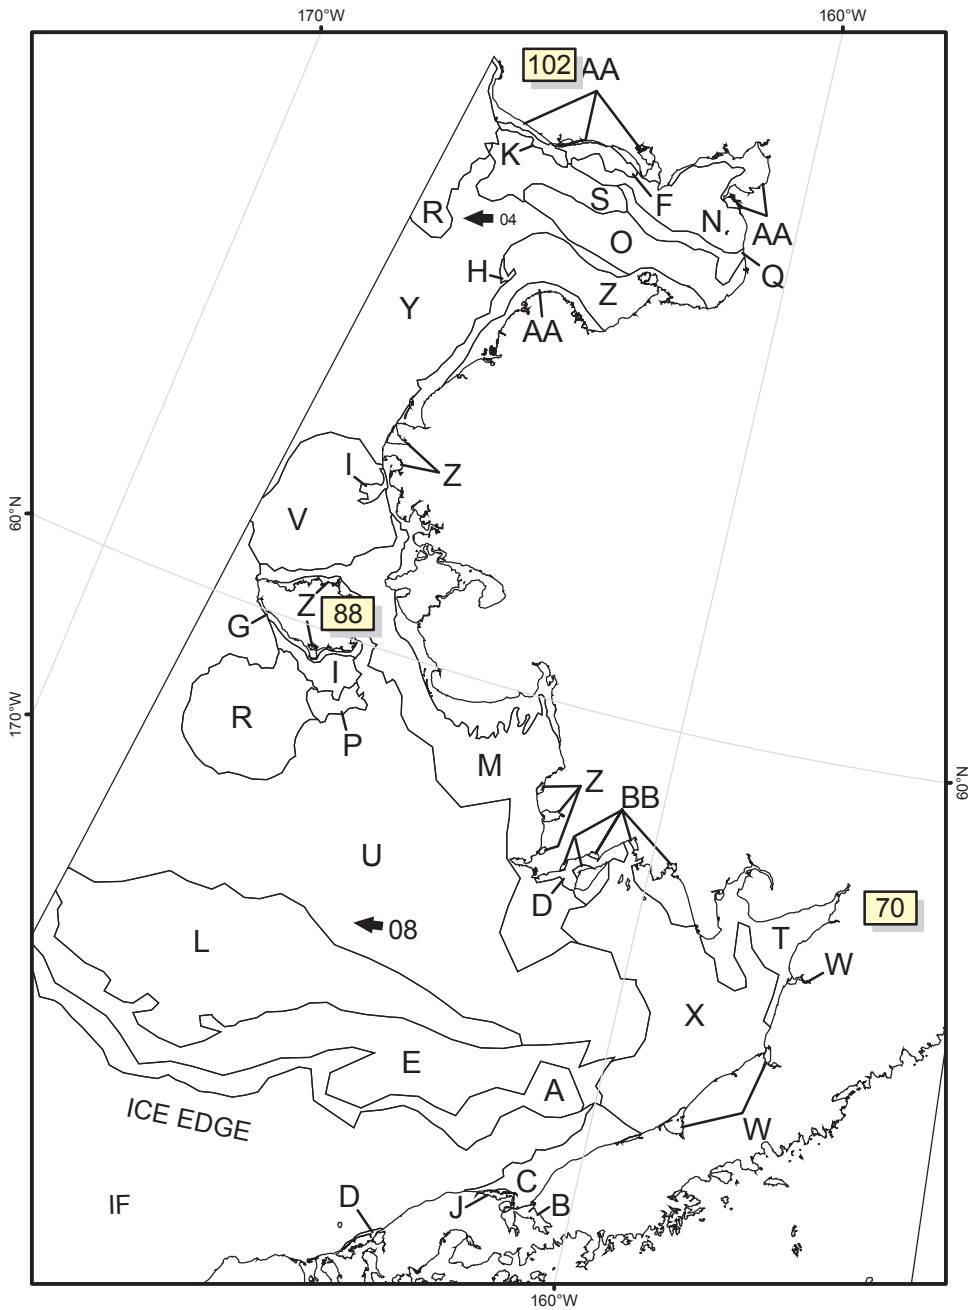 170°W
160°W
102
AA
K
S
F
R
04
N
AA
O
Q
H
Z
Y
AA
I
Z
60°N
V
Z
88
G
I
R
P
170°W
M
Z
60°N
BB
U
D
70
L
08
T
W
X
E
A
ICE EDGE
W
IF
D
C
J
B
160°W